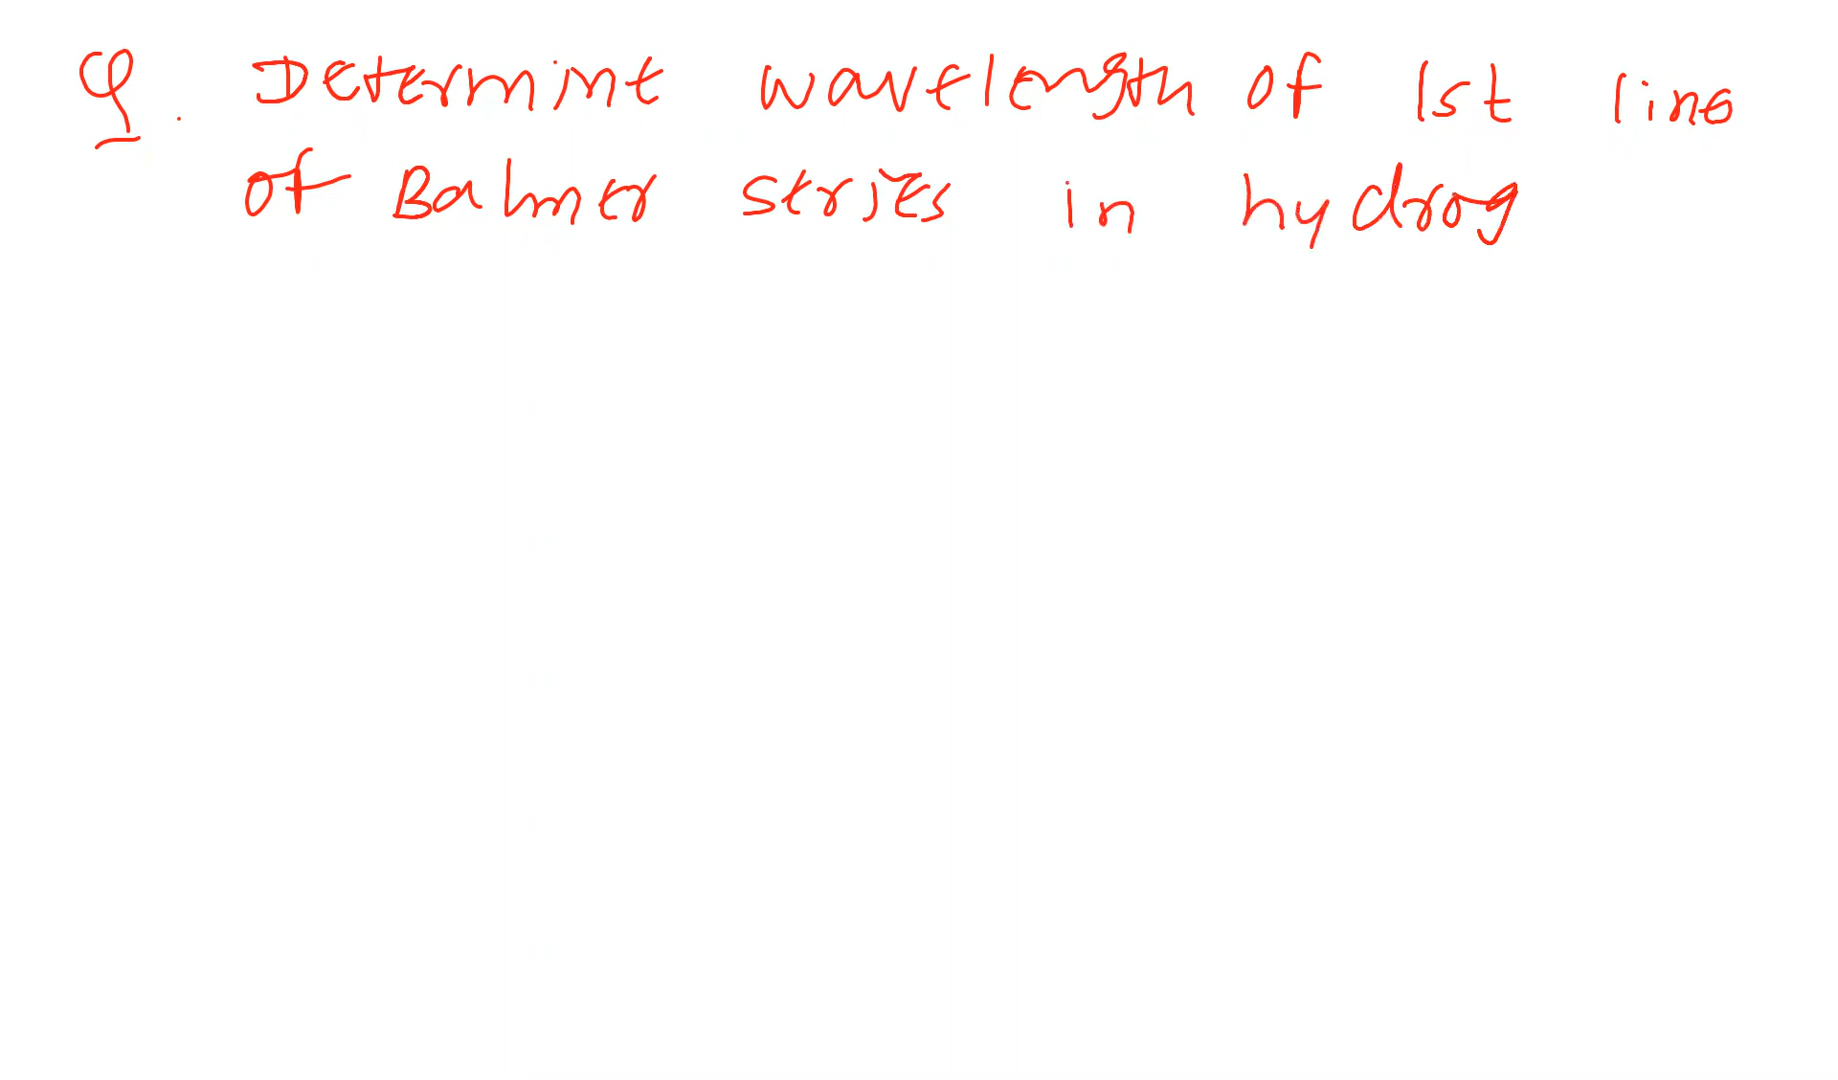 Q. Determine wavelength of 1st line
of Balmer series in hydrog